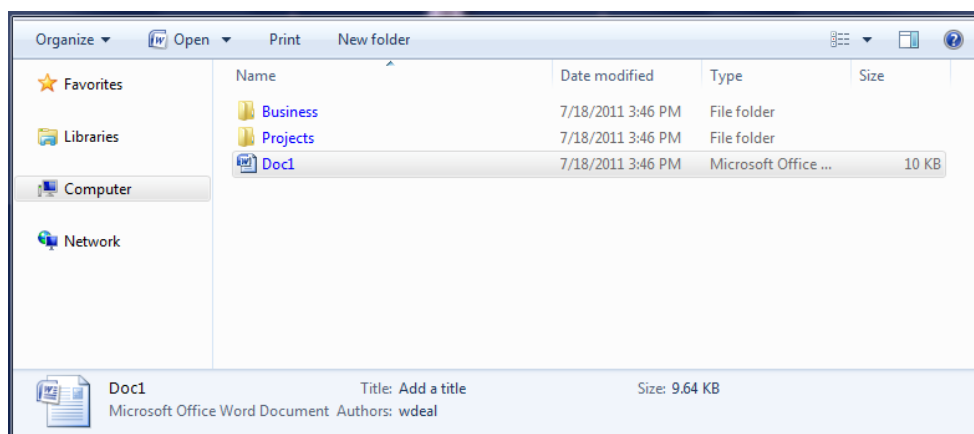 Organize Open Print New folder
Favorites
Libraries
Computer
Network
Name Date modified Type Size
Business 7/18/2011 3:46 PM File folder
Projects 7/18/2011 3:46 PM File folder
Doc1 7/18/2011 3:46 PM Microsoft Office ... 10 KB
Doc1 Title: Add a title Size: 9.64 KB
Microsoft Office Word Document Authors: wdeal